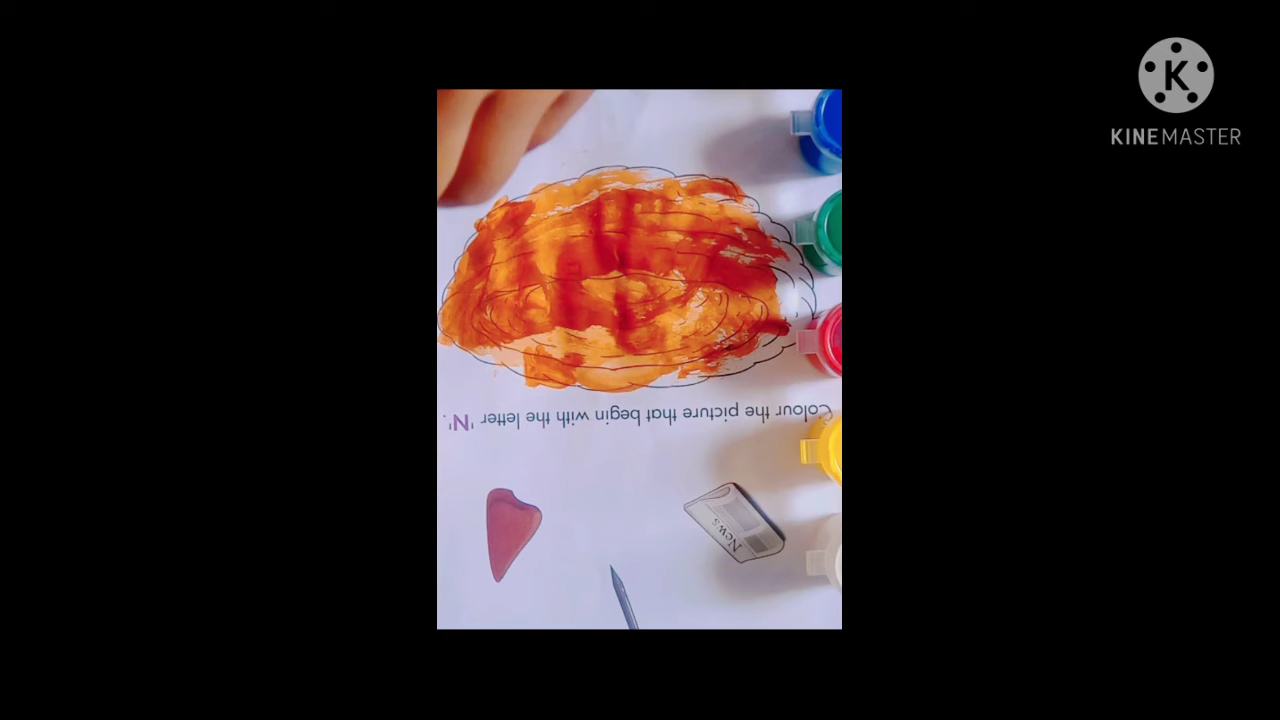 K
KINEMASTER
Colour the picture that begin with the letter 'N'.
News